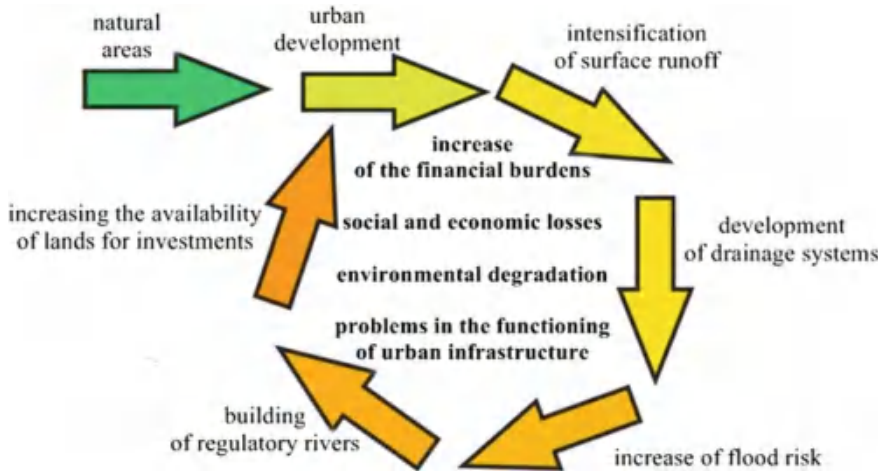 natural
areas
urban
development
intensification
of surface runoff
increase
of the financial burdens
increasing the availability
of lands for investments
social and economic losses
development
of drainage systems
environmental degradation
problems in the functioning
of urban infrastructure
building
of regulatory rivers
increase of flood risk